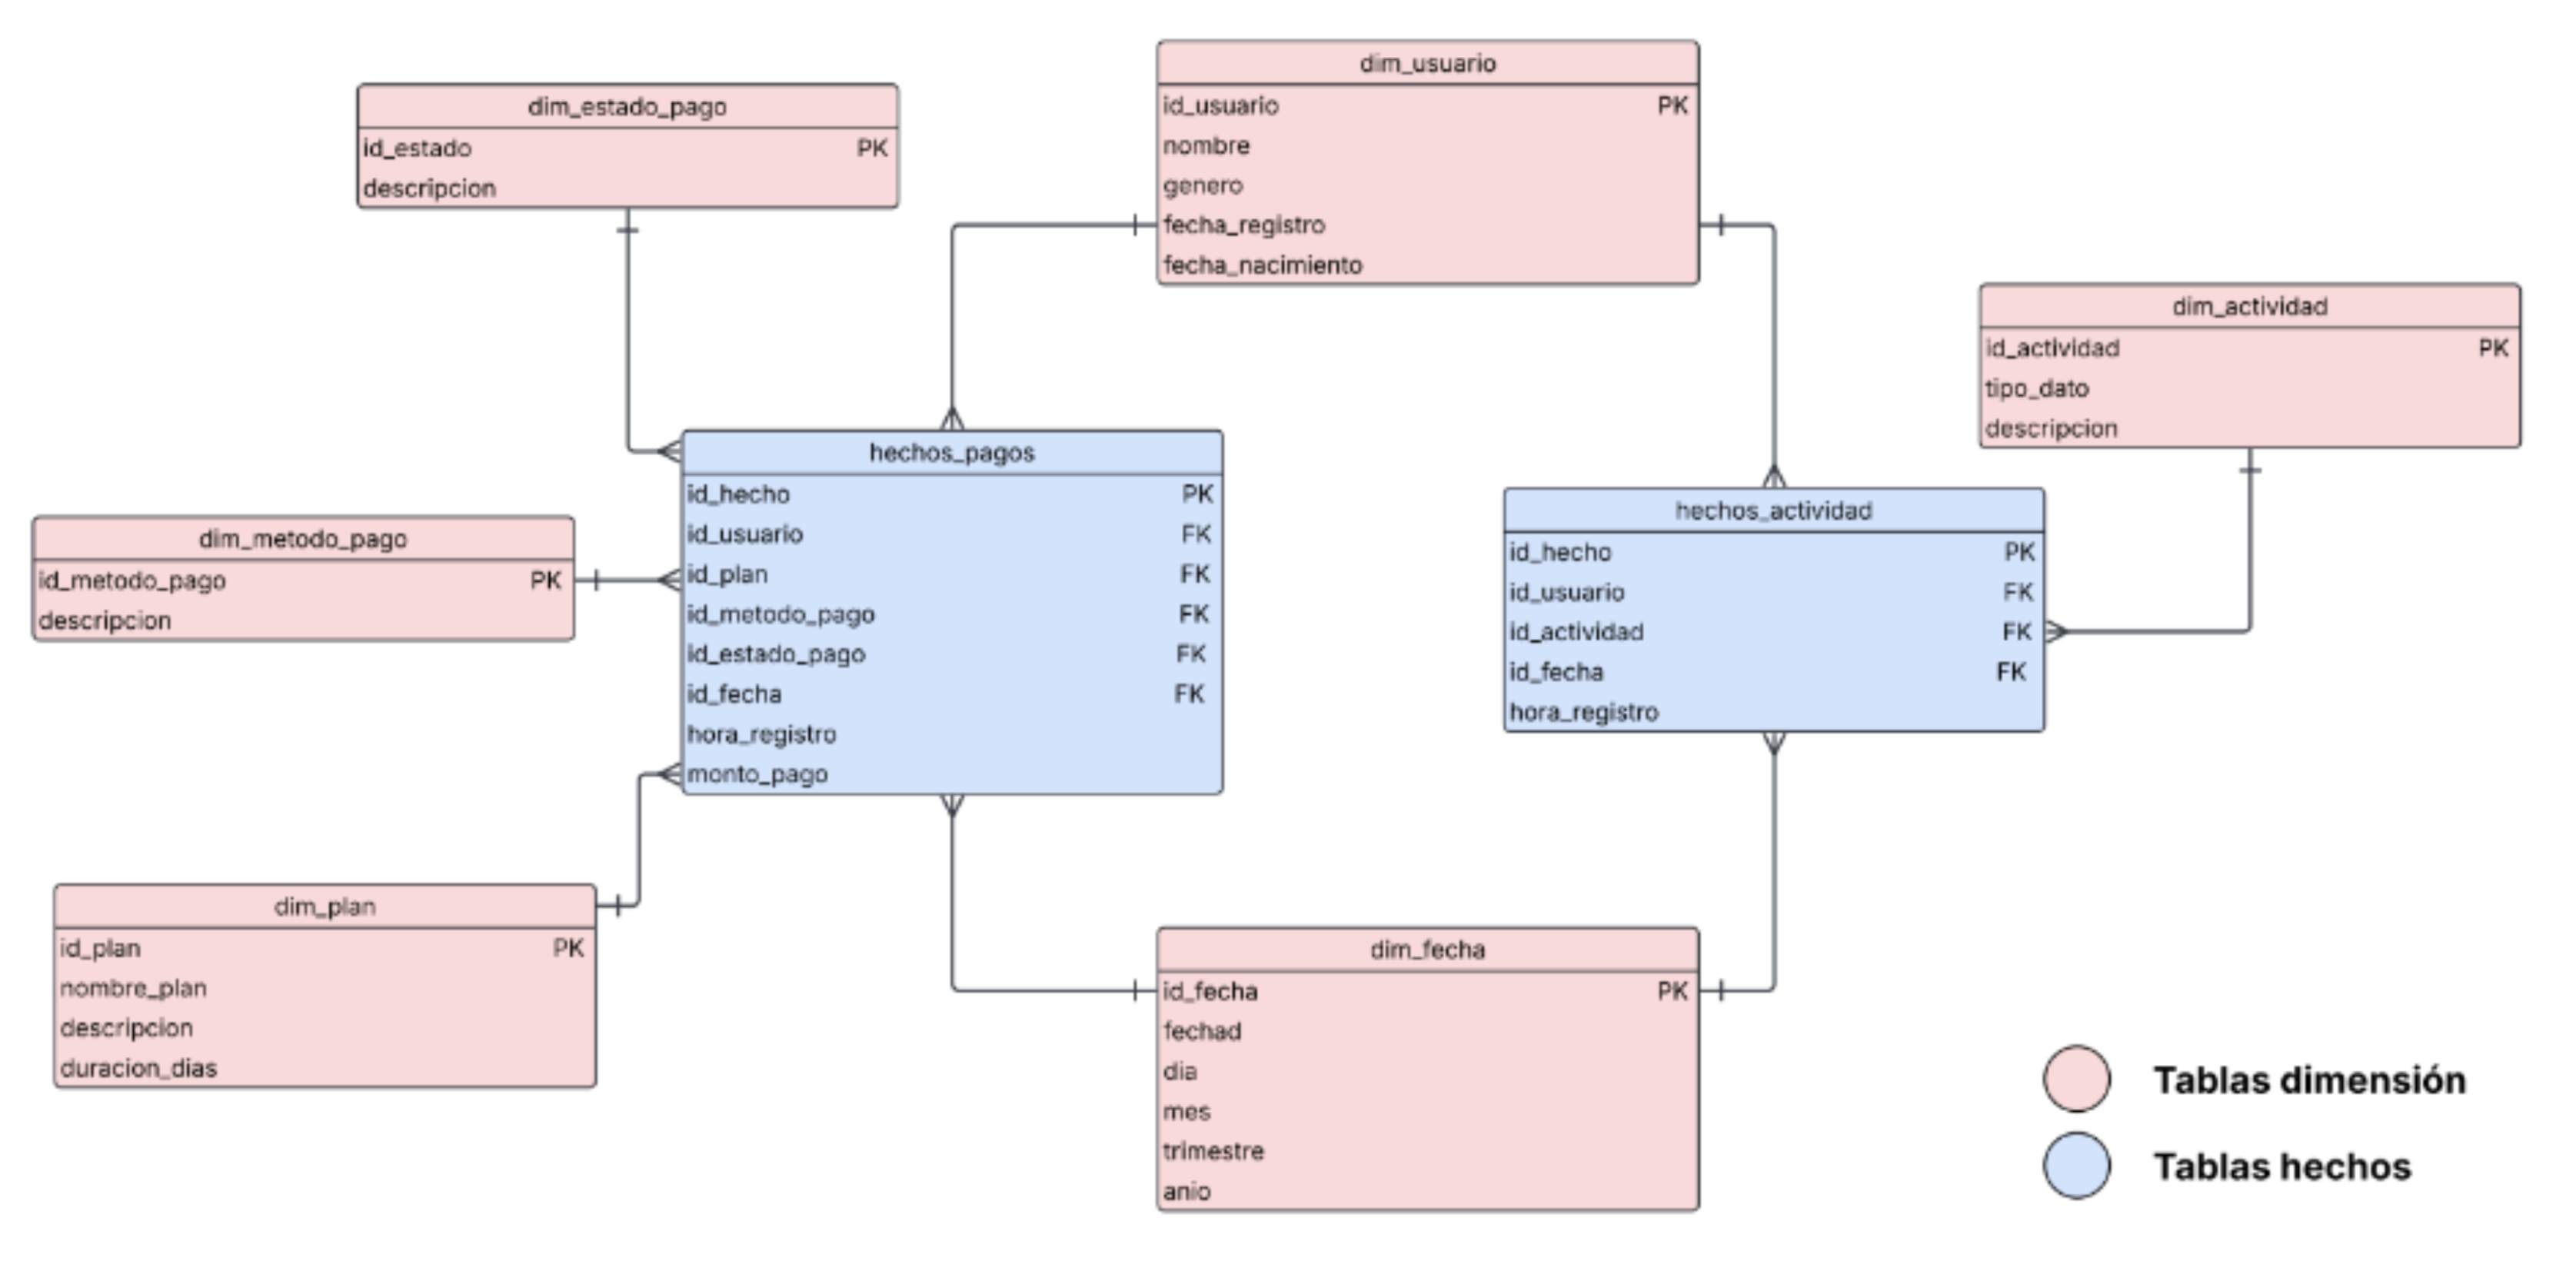 dim_estado_pago
id_estado PK
descripcion
dim_usuario
id_usuario PK
nombre
genero
fecha_registro
fecha_nacimiento
dim_actividad
id_actividad PK
tipo_dato
descripcion
hechos_pagos
id_hecho PK
id_usuario FK
id_plan FK
id_metodo_pago FK
id_estado_pago FK
id_fecha FK
hora_registro
monto_pago
dim_metodo_pago
id_metodo_pago PK
descripcion
hechos_actividad
id_hecho PK
id_usuario FK
id_actividad FK
id_fecha FK
hora_registro
dim_plan
id_plan PK
nombre_plan
descripcion
duracion_dias
dim_fecha
id_fecha PK
fechad
dia
mes
trimestre
anio
Tablas dimensión
Tablas hechos